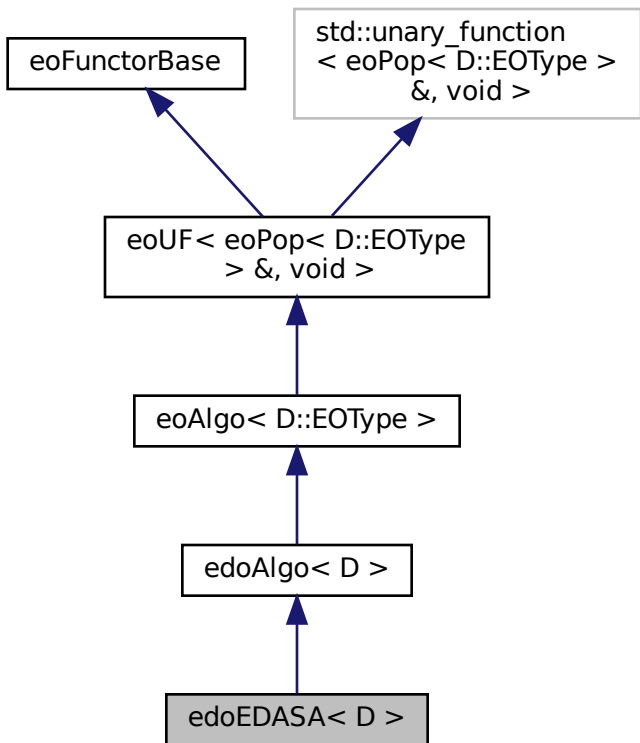 eoFunctorBase
std::unary_function
< eoPop< D::EOType >
&, void >
eoUF< eoPop< D::EOType
> &, void >
eoAlgo< D::EOType >
edoAlgo< D >
edoEDASA< D >